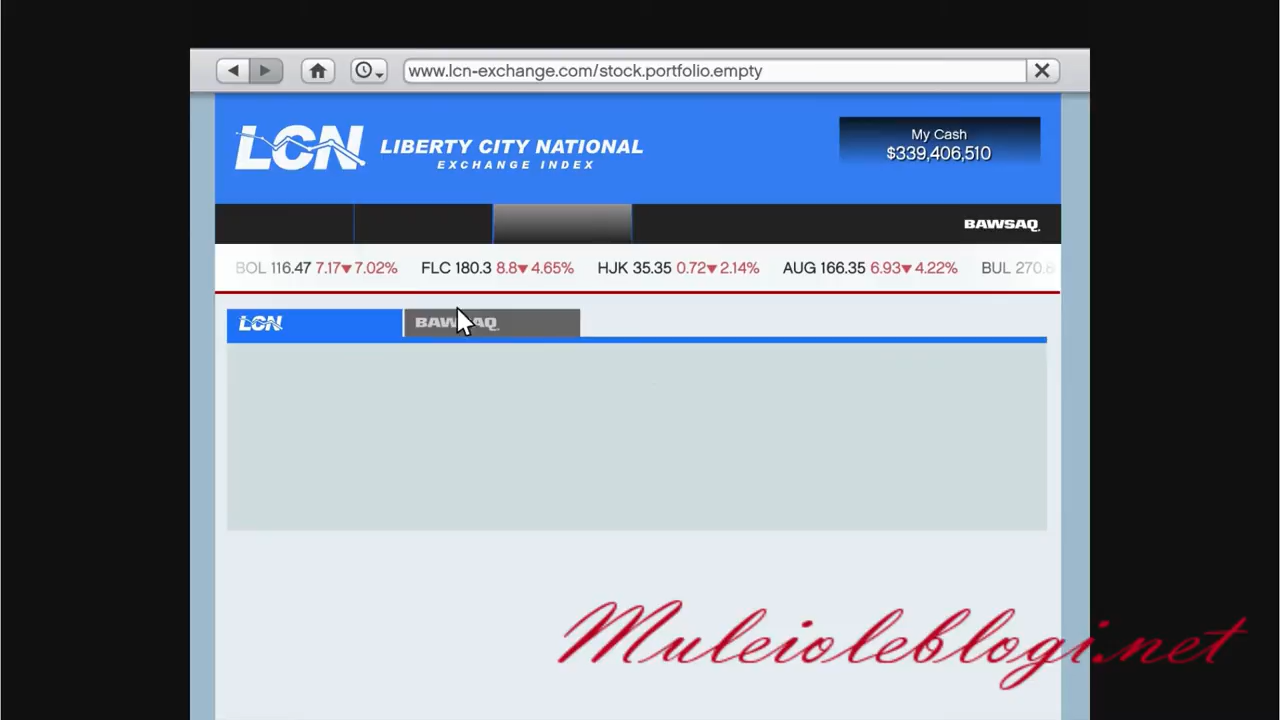 www.lcn-exchange.com/stock.portfolio.empty
LCN LIBERTY CITY NATIONAL
EXCHANGE INDEX
My Cash
$339,406,510
BAWSAQ
BOL 116.47 7.17▼7.02% FLC 180.3 8.8▼4.65% HJK 35.35 0.72▼2.14% AUG 166.35 6.93▼4.22% BUL
LCN BAWSAQ
Muleioleblogi.net